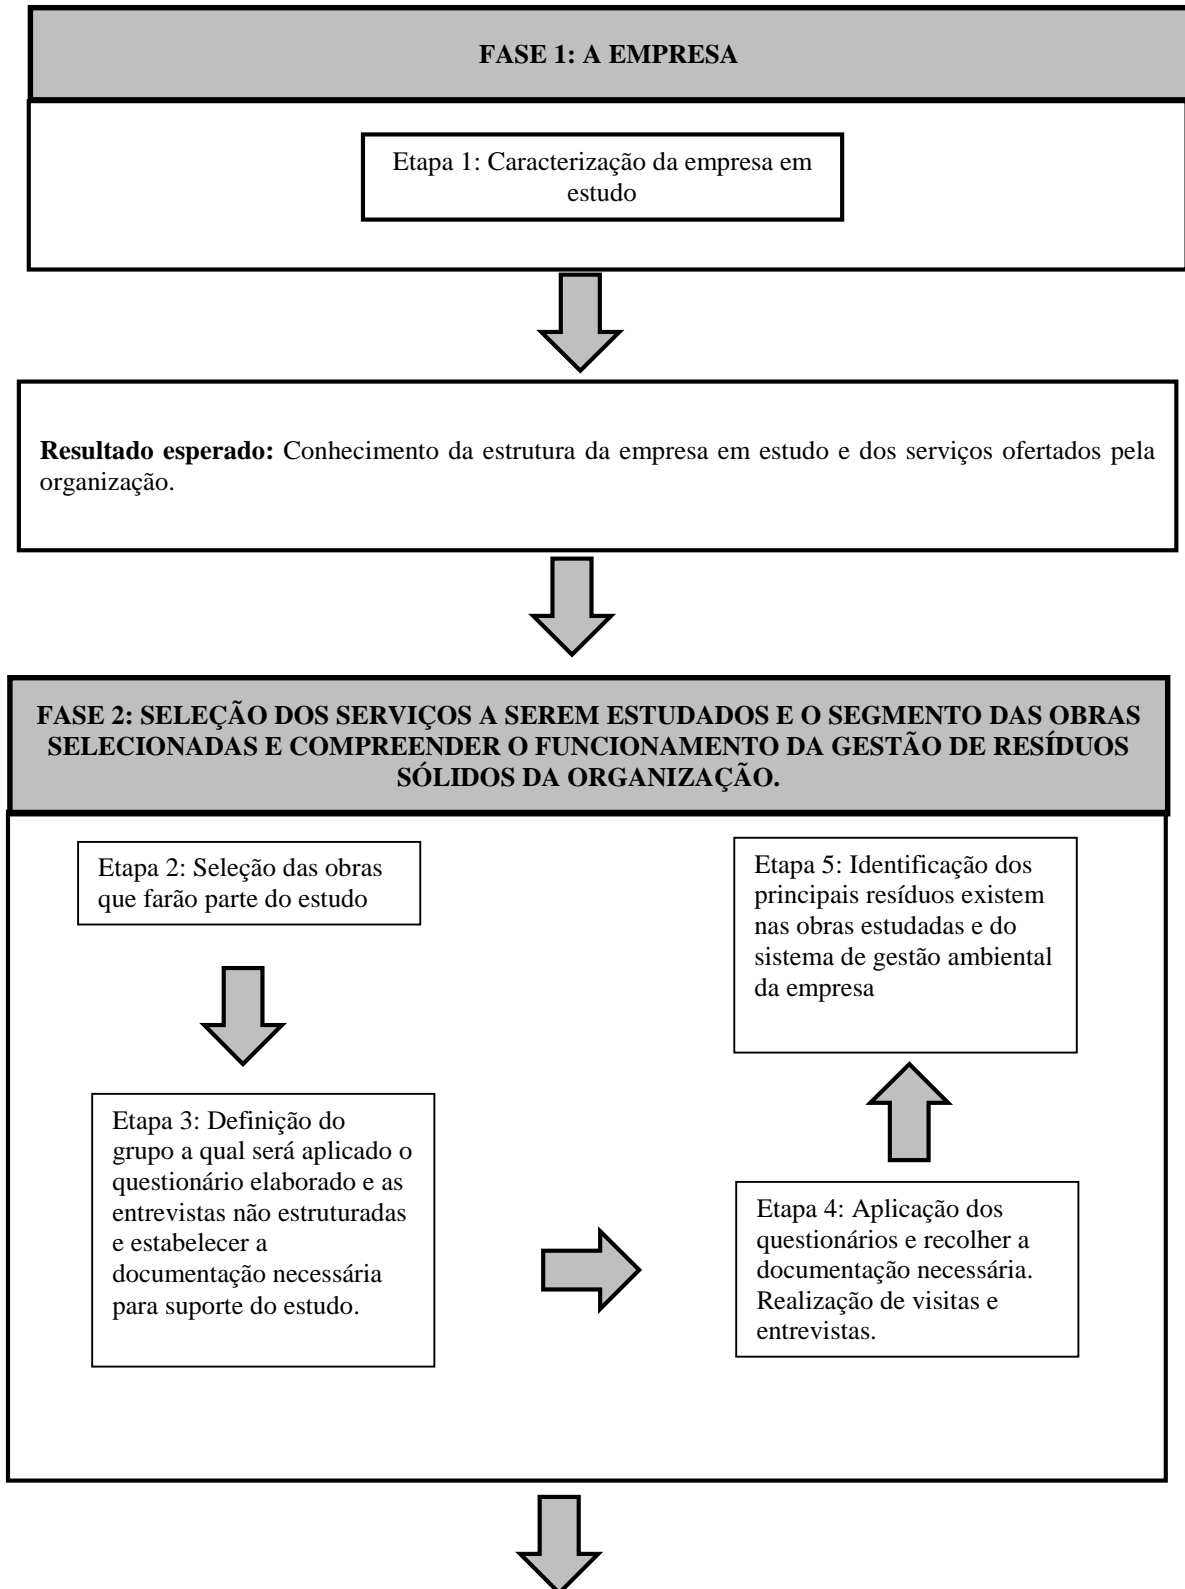 FASE 1: A EMPRESA
Etapa 1: Caracterização da empresa em
estudo
Resultado esperado: Conhecimento da estrutura da empresa em estudo e dos serviços ofertados pela
organização.
FASE 2: SELEÇÃO DOS SERVIÇOS A SEREM ESTUDADOS E O SEGMENTO DAS OBRAS
SELECIONADAS E COMPREENDER O FUNCIONAMENTO DA GESTÃO DE RESÍDUOS
SÓLIDOS DA ORGANIZAÇÃO.
Etapa 2: Seleção das obras
que farão parte do estudo
Etapa 3: Definição do
grupo a qual será aplicado o
questionário elaborado e as
entrevistas não estruturadas
e estabelecer a
documentação necessária
para suporte do estudo.
Etapa 4: Aplicação dos
questionários e recolher a
documentação necessária.
Realização de visitas e
entrevistas.
Etapa 5: Identificação dos
principais resíduos existem
nas obras estudadas e do
sistema de gestão ambiental
da empresa